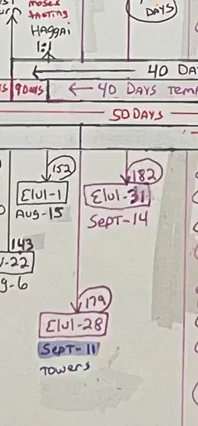 moses
fasting
DAYS
HAGGAI
1:1
40 DA
9 DAYS
40 DAYS TEM
50 DAYS
152
182
Elul-1
Elul-31
AUG-15
SEPT-14
143
-22
g-6
179
Elul-28
SEPT-11
TOWERS